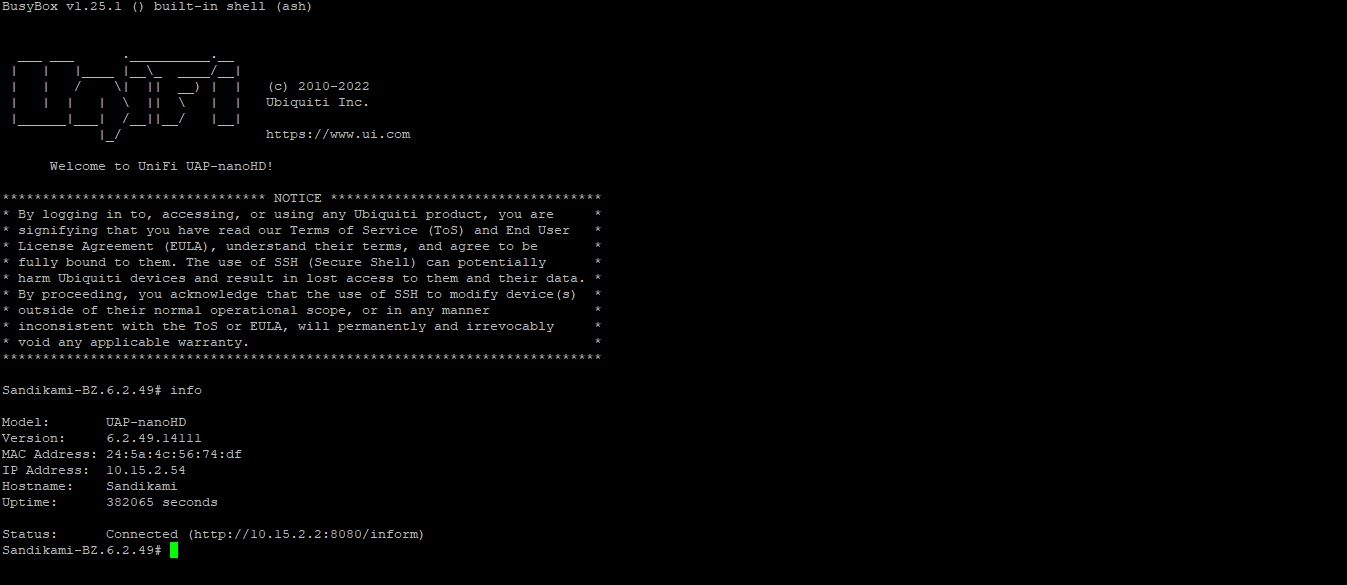 BusyBox v1.25.1 () built-in shell (ash)
UniFi
(c) 2010-2022
Ubiquiti Inc.
https://www.ui.com
Welcome to UniFi UAP-nanoHD!
********************************* NOTICE **********************************
* By logging in to, accessing, or using any Ubiquiti product, you are *
* signifying that you have read our Terms of Service (ToS) and End User *
* License Agreement (EULA), understand their terms, and agree to be *
* fully bound to them. The use of SSH (Secure Shell) can potentially *
* harm Ubiquiti devices and result in lost access to them and their data. *
* By proceeding, you acknowledge that the use of SSH to modify device(s) *
* outside of their normal operational scope, or in any manner *
* inconsistent with the ToS or EULA, will permanently and irrevocably *
* void any applicable warranty. *
***************************************************************************
Sandikami-BZ.6.2.49# info
Model: UAP-nanoHD
Version: 6.2.49.14111
MAC Address: 24:5a:4c:56:74:df
IP Address: 10.15.2.54
Hostname: Sandikami
Uptime: 382065 seconds
Status: Connected (http://10.15.2.2:8080/inform)
Sandikami-BZ.6.2.49#